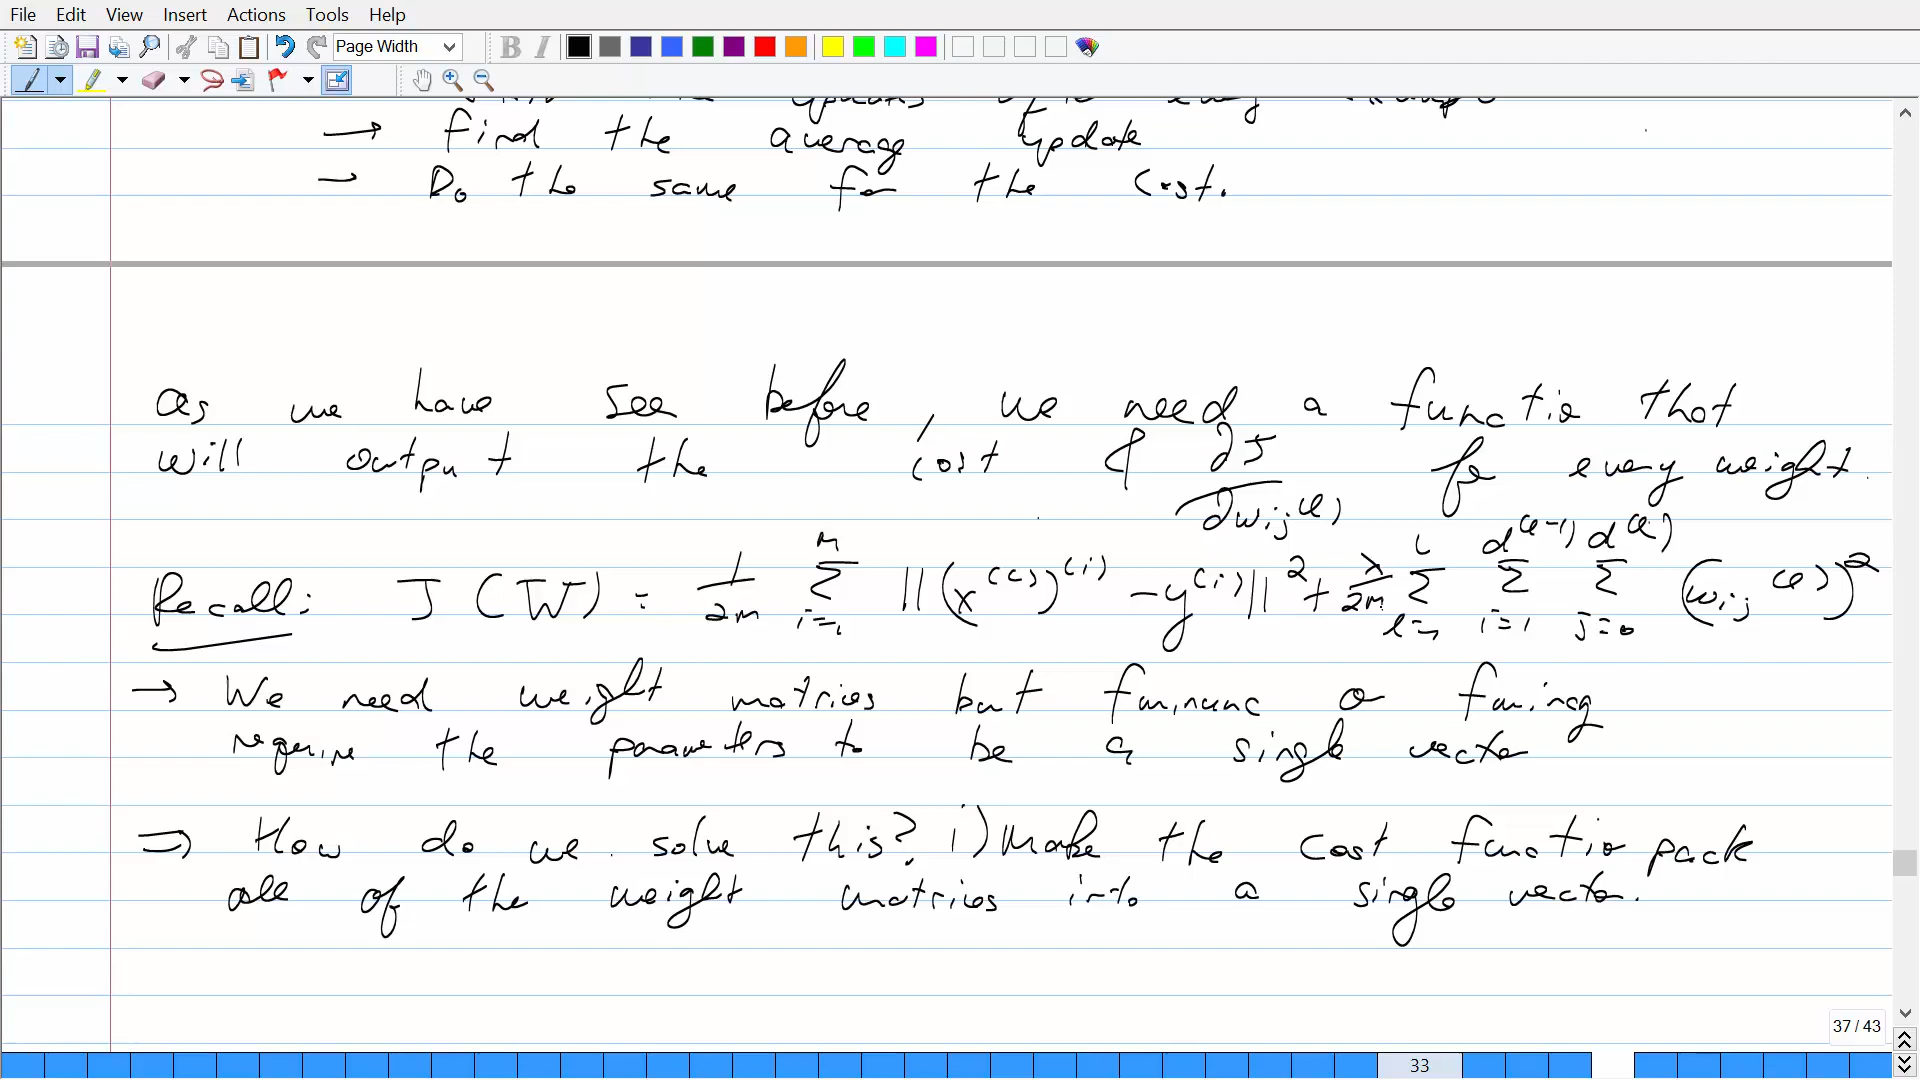 File Edit View Insert Actions Tools Help
Page Width
B I
→ find the average update
→ Do the same for the cost.
as we have see before, we need a function that
will output the cost & ∂J/∂wij^(l) for every weight.
Recall: J(W) = 1/2m Σ_{i=1}^{m} ||(x^(L))^(i) - y^(i)||^2 + λ/2m Σ_{l=1}^{L} Σ_{i=1}^{d^(l-1)} Σ_{j=0}^{d^(l)} (wij^(l))^2
→ We need weight matrices but fminunc or fmincg
require the parameters to be a single vector
⇒ How do we solve this? i) Make the cost function pack
all of the weight matrices into a single vector.
37 / 43
33